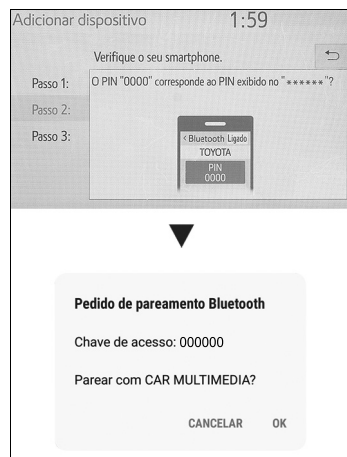 Adicionar dispositivo 1:59
Verifique o seu smartphone.
Passo 1:
O PIN "0000" corresponde ao PIN exibido no "******"?
Passo 2:
Passo 3:
< Bluetooth Ligado
TOYOTA
PIN
0000
Pedido de pareamento Bluetooth
Chave de acesso: 000000
Parear com CAR MULTIMEDIA?
CANCELAR OK